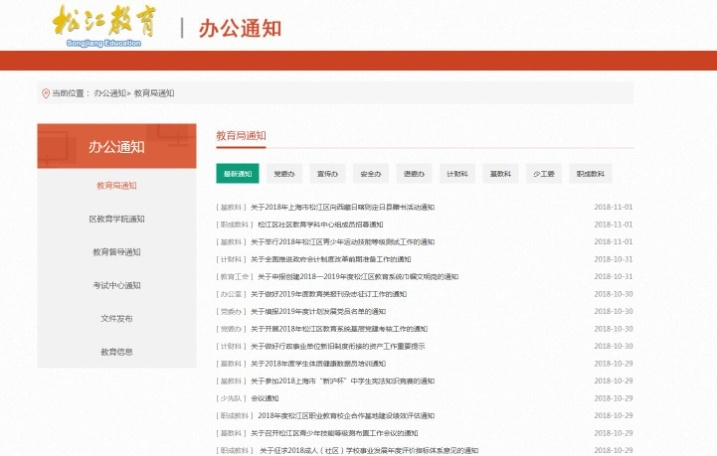 松江教育
Songjiang Education
办公通知
当前位置： 办公通知> 教育局通知
办公通知
教育局通知
区教育学院通知
教育督导通知
考试中心通知
文件发布
教育信息
教育局通知
最新通知 党委办 宣传办 安全办 语委办 计财科 基教科 少工委 职成教科
[ 基教科 ] 关于2018年上海市松江区向西藏日喀则定日县赠书活动通知 2018-11-01
[ 职成教科 ] 松江区社区教育学科中心组成员招募通知 2018-11-01
[ 基教科 ] 关于举行2018年松江区青少年运动技能等级测试工作的通知 2018-11-01
[ 计财科 ] 关于全面推进政府会计制度改革前期准备工作的通知 2018-10-31
[ 教育工会 ] 关于申报创建2018—2019年度松江区教育系统巾帼文明岗的通知 2018-10-31
[ 办公室 ] 关于做好2019年度教育类报刊杂志征订工作的通知 2018-10-30
[ 党委办 ] 关于填报2019年度计划发展党员名单的通知 2018-10-30
[ 党委办 ] 关于开展2018年松江区教育系统基层党建考核工作的通知 2018-10-30
[ 计财科 ] 关于做好行政事业单位新旧制度衔接的资产工作重要提示 2018-10-30
[ 基教科 ] 关于2018年度学生体质健康数据员培训通知 2018-10-29
[ 基教科 ] 关于参加2018上海市“新沪杯”中学生宪法知识竞赛的通知 2018-10-29
[ 少先队 ] 会议通知 2018-10-29
[ 职成教科 ] 2018年度松江区职业教育校企合作基地建设绩效评估通知 2018-10-29
[ 基教科 ] 关于召开松江区青少年技能等级测布置工作会议的通知 2018-10-29
[ 职成教科 ] 关于征求2018成人（社区）学校事业发展年度评价指标体系意见的通知 2018-10-29